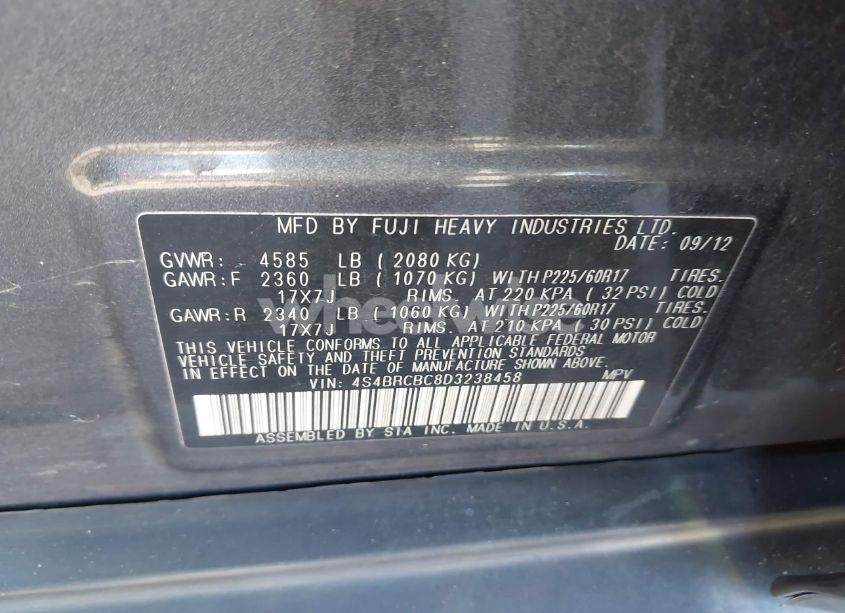 MFD BY FUJI HEAVY INDUSTRIES LTD.
DATE: 09/12
GVWR: 4585 LB ( 2080 KG)
GAWR: F 2360 LB ( 1070 KG) WITH P225/60R17 TIRES.
17X7J RIMS. AT 220 KPA ( 32 PSI) COLD
GAWR: R 2340 LB ( 1060 KG) WITH P225/60R17 TIRES.
17X7J RIMS. AT 210 KPA ( 30 PSI) COLD
THIS VEHICLE CONFORMS TO ALL APPLICABLE FEDERAL MOTOR
VEHICLE SAFETY AND THEFT PREVENTION STANDARDS
IN EFFECT ON THE DATE OF MANUFACTURE SHOWN ABOVE.
VIN: 4S4BRCBC8D3238458 MPV
ASSEMBLED BY SIA INC. MADE IN U.S.A.